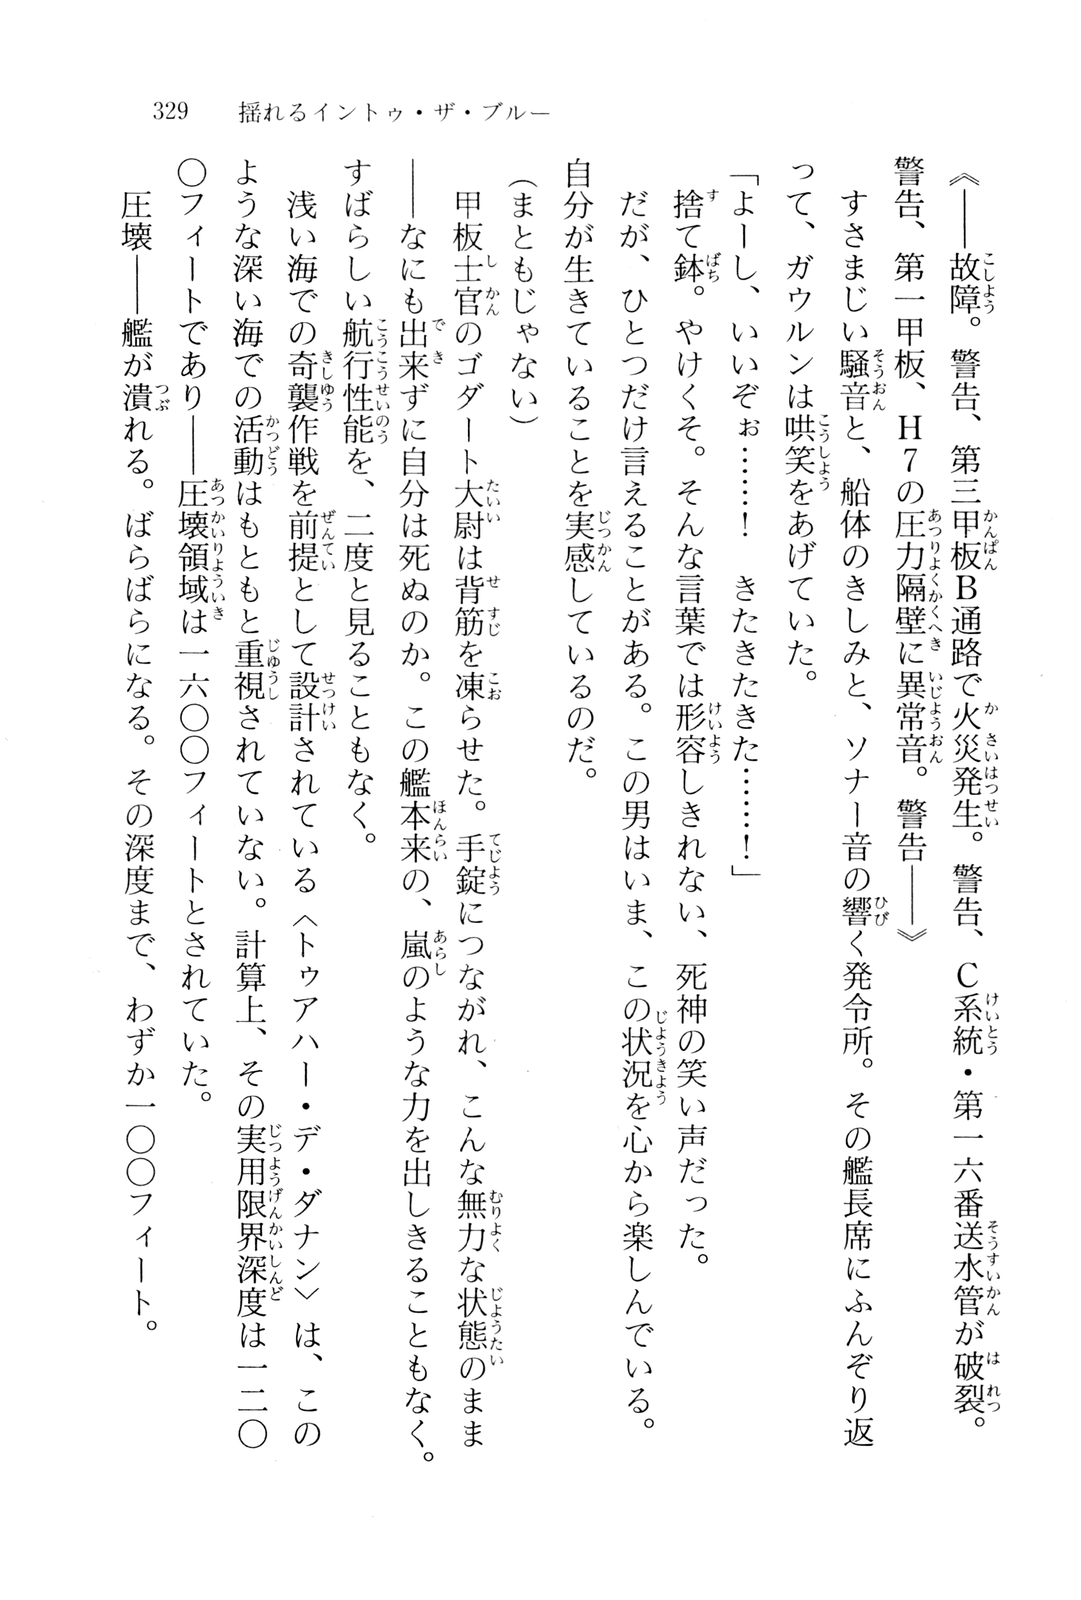 329　揺れるイントゥ・ザ・ブルー
《――故障。警告、第三甲板B通路で火災発生。警告、C系統・第一六番送水管が破裂。
警告、第一甲板、H7の圧力隔壁に異常音。警告――》
　すさまじい騒音と、船体のきしみと、ソナー音の響く発令所。その艦長席にふんぞり返
って、ガウルンは哄笑をあげていた。
「よーし、いいぞぉ……！　きたきたきた……！」
　捨て鉢。やけくそ。そんな言葉では形容しきれない、死神の笑い声だった。
　だが、ひとつだけ言えることがある。この男はいま、この状況を心から楽しんでいる。
自分が生きていることを実感しているのだ。
（まともじゃない）
　甲板士官のゴダート大尉は背筋を凍らせた。手錠につながれ、こんな無力な状態のまま
――なにも出来ずに自分は死ぬのか。この艦本来の、嵐のような力を出しきることもなく。
すばらしい航行性能を、二度と見ることもなく。
　浅い海での奇襲作戦を前提として設計されている〈トゥアハー・デ・ダナン〉は、この
ような深い海での活動はもともと重視されていない。計算上、その実用限界深度は一二〇
〇フィートであり――圧壊領域は一六〇〇フィートとされていた。
　圧壊――艦が潰れる。ばらばらになる。その深度まで、わずか一〇〇フィート。